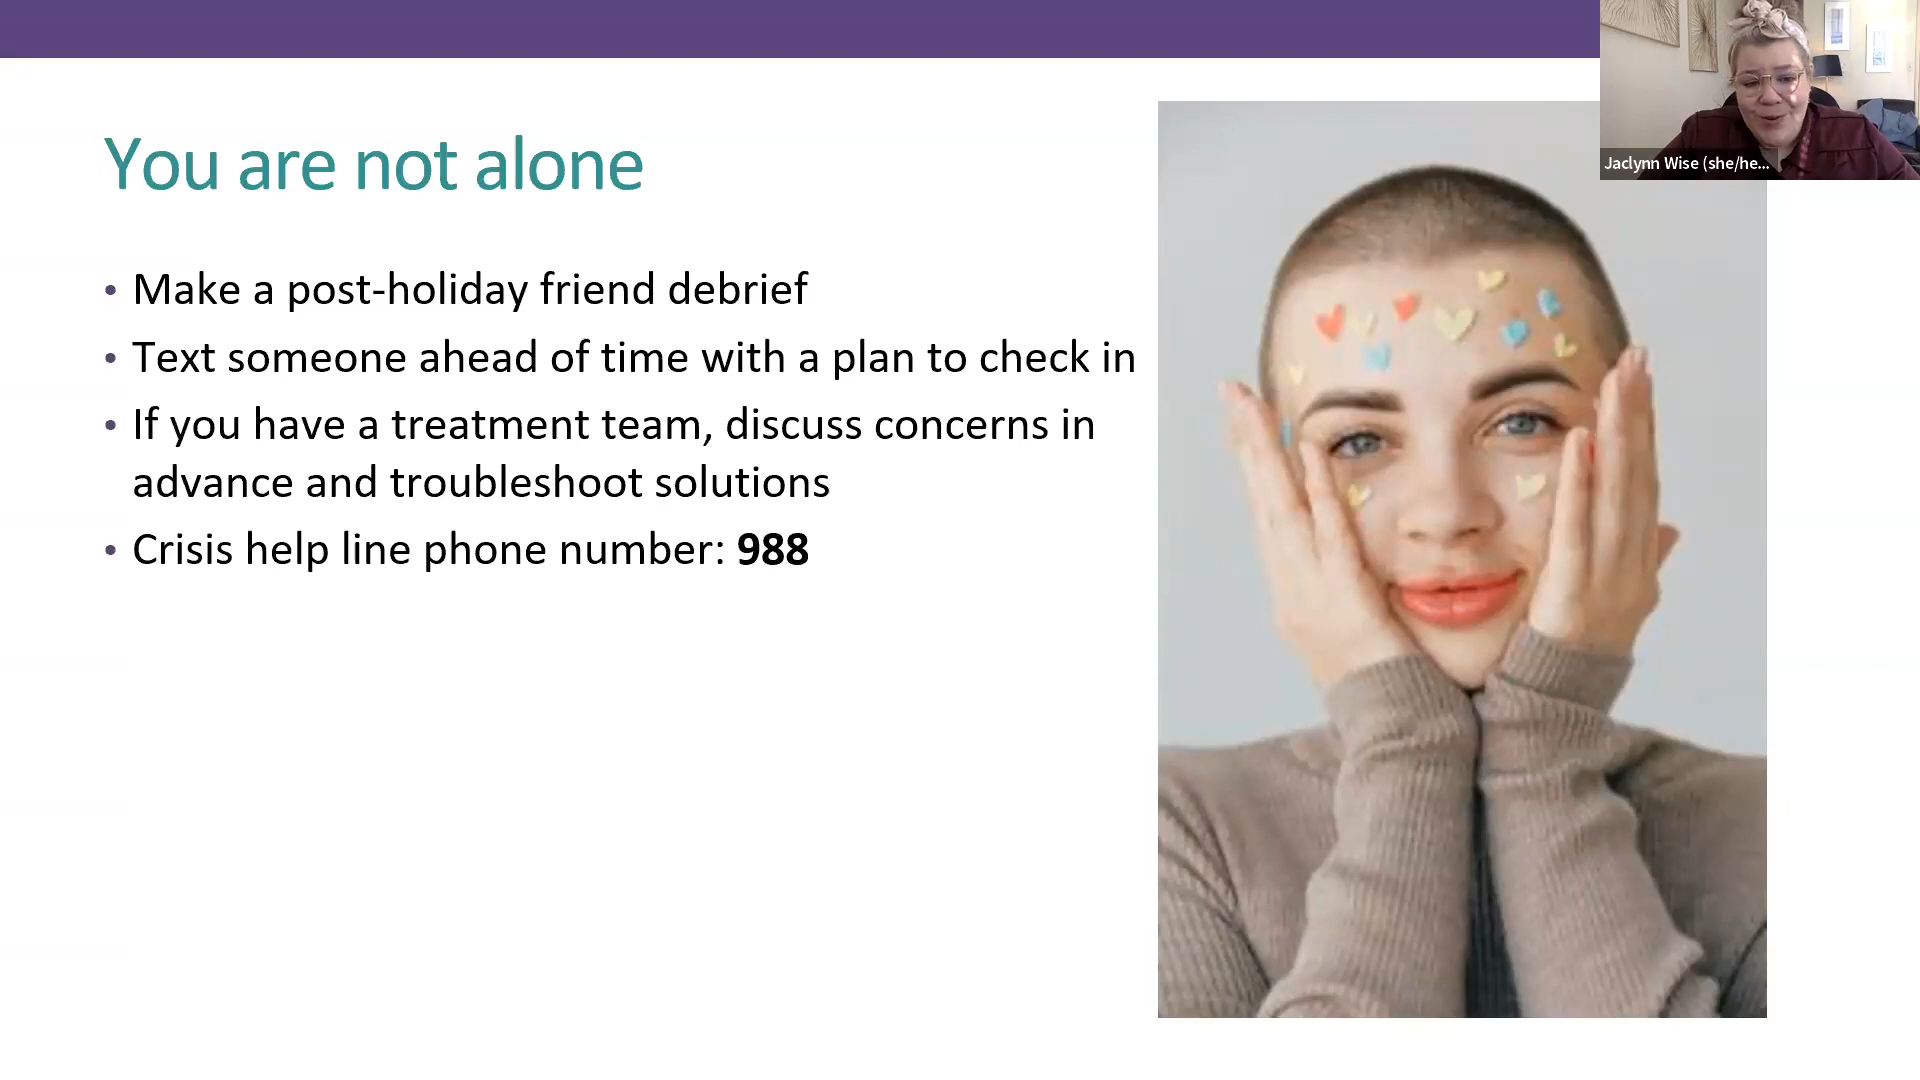 You are not alone
• Make a post-holiday friend debrief
• Text someone ahead of time with a plan to check in
• If you have a treatment team, discuss concerns in
advance and troubleshoot solutions
• Crisis help line phone number: 988
Jaclynn Wise (she/he...